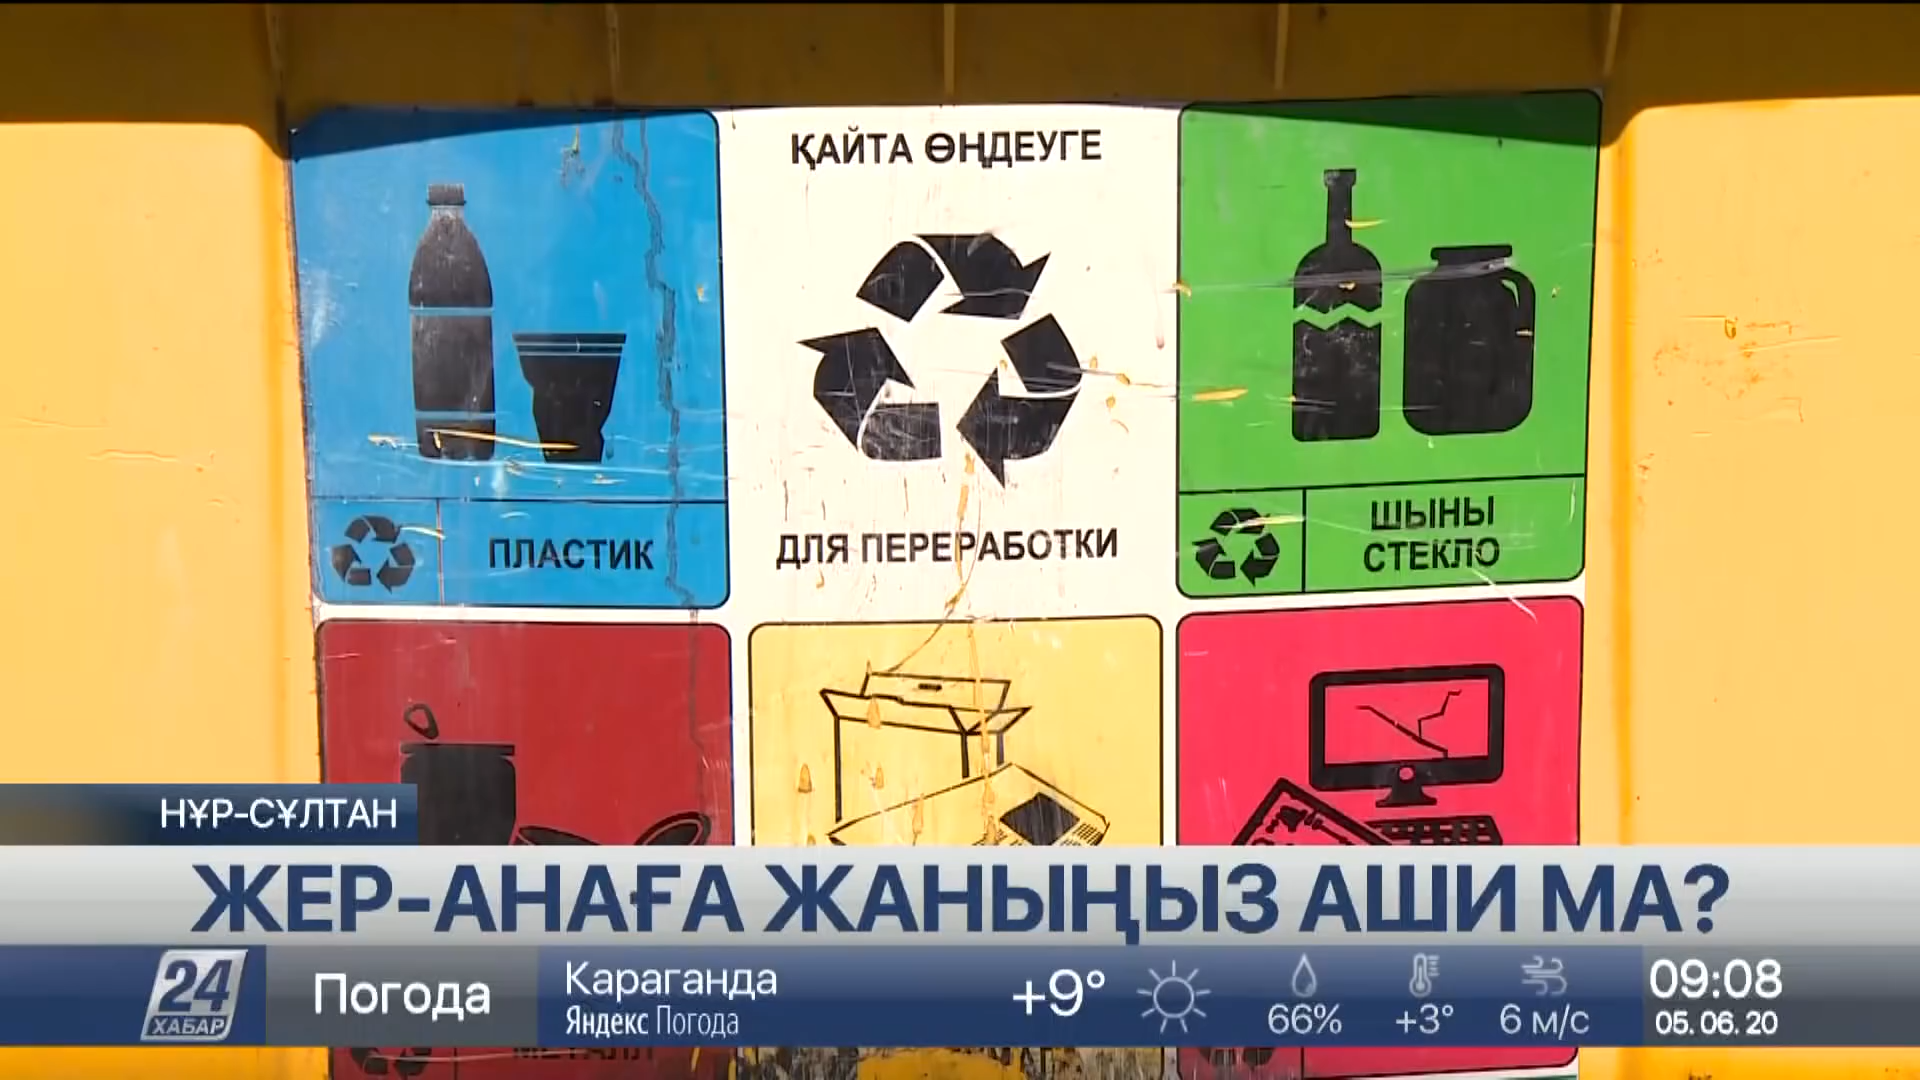 ҚАЙТА ӨҢДЕУГЕ
ДЛЯ ПЕРЕРАБОТКИ
ПЛАСТИК
ШЫНЫ
СТЕКЛО
НҰР-СҰЛТАН
ЖЕР-АНАҒА ЖАНЫҢЫЗ АШИ МА?
24
ХАБАР
Погода
Караганда
Яндекс Погода
+9°
66%
+3°
6 м/с
09:08
05. 06. 20
МЕТАЛЛ